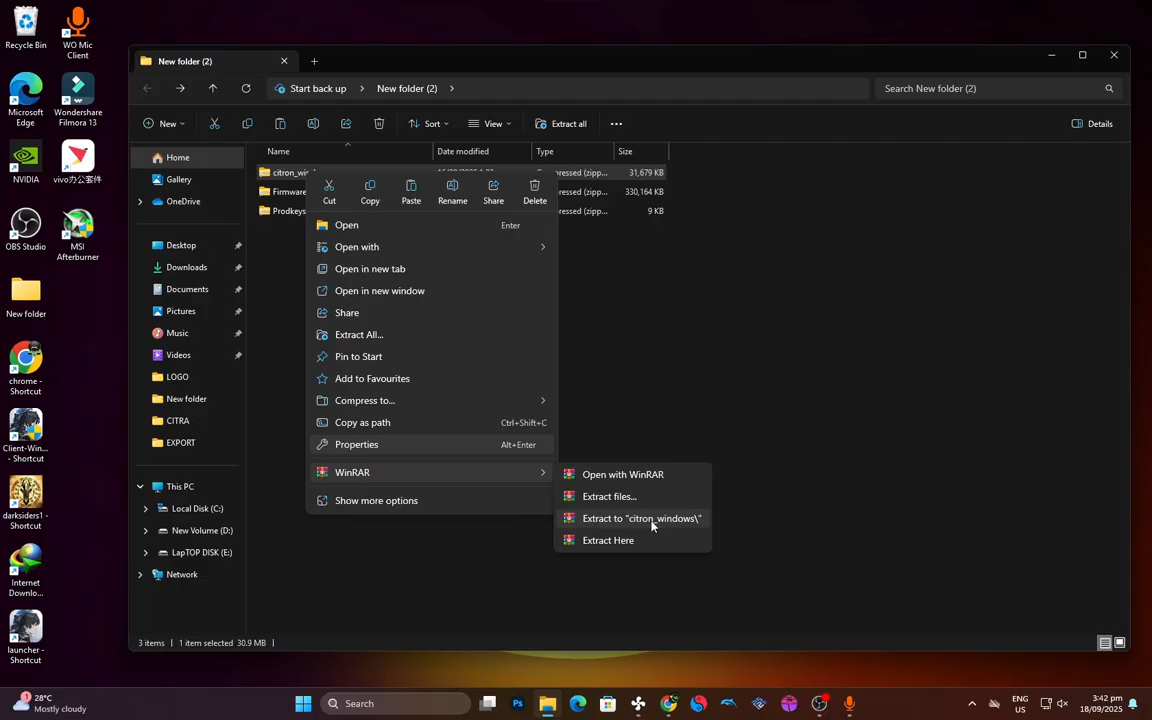 Recycle Bin
WO Mic
Client
Microsoft
Edge
Wondershare
Filmora 13
NVIDIA
vivo办公套件
OBS Studio
MSI
Afterburner
New folder
chrome -
Shortcut
Client-Win...
- Shortcut
darksiders1 -
Shortcut
Internet
Downlo...
launcher -
Shortcut
New folder (2)
Start back up
New folder (2)
Search New folder (2)
New
Sort
View
Extract all
Details
Name
Date modified
Type
Size
Home
Gallery
OneDrive
Desktop
Downloads
Documents
Pictures
Music
Videos
LOGO
New folder
CITRA
EXPORT
This PC
Local Disk (C:)
New Volume (D:)
LapTOP DISK (E:)
Network
pressed (zipp... 31,679 KB
Firmware pressed (zipp... 330,164 KB
Prodkeys pressed (zipp... 9 KB
Cut Copy Paste Rename Share Delete
Open Enter
Open with
Open in new tab
Open in new window
Share
Extract All...
Pin to Start
Add to Favourites
Compress to...
Copy as path Ctrl+Shift+C
Properties Alt+Enter
WinRAR
Show more options
Open with WinRAR
Extract files...
Extract to "citron_windows\"
Extract Here
3 items | 1 item selected 30.9 MB |
1
28°C
Mostly cloudy
Search
Ps
ENG
US
3:42 pm
18/09/2025